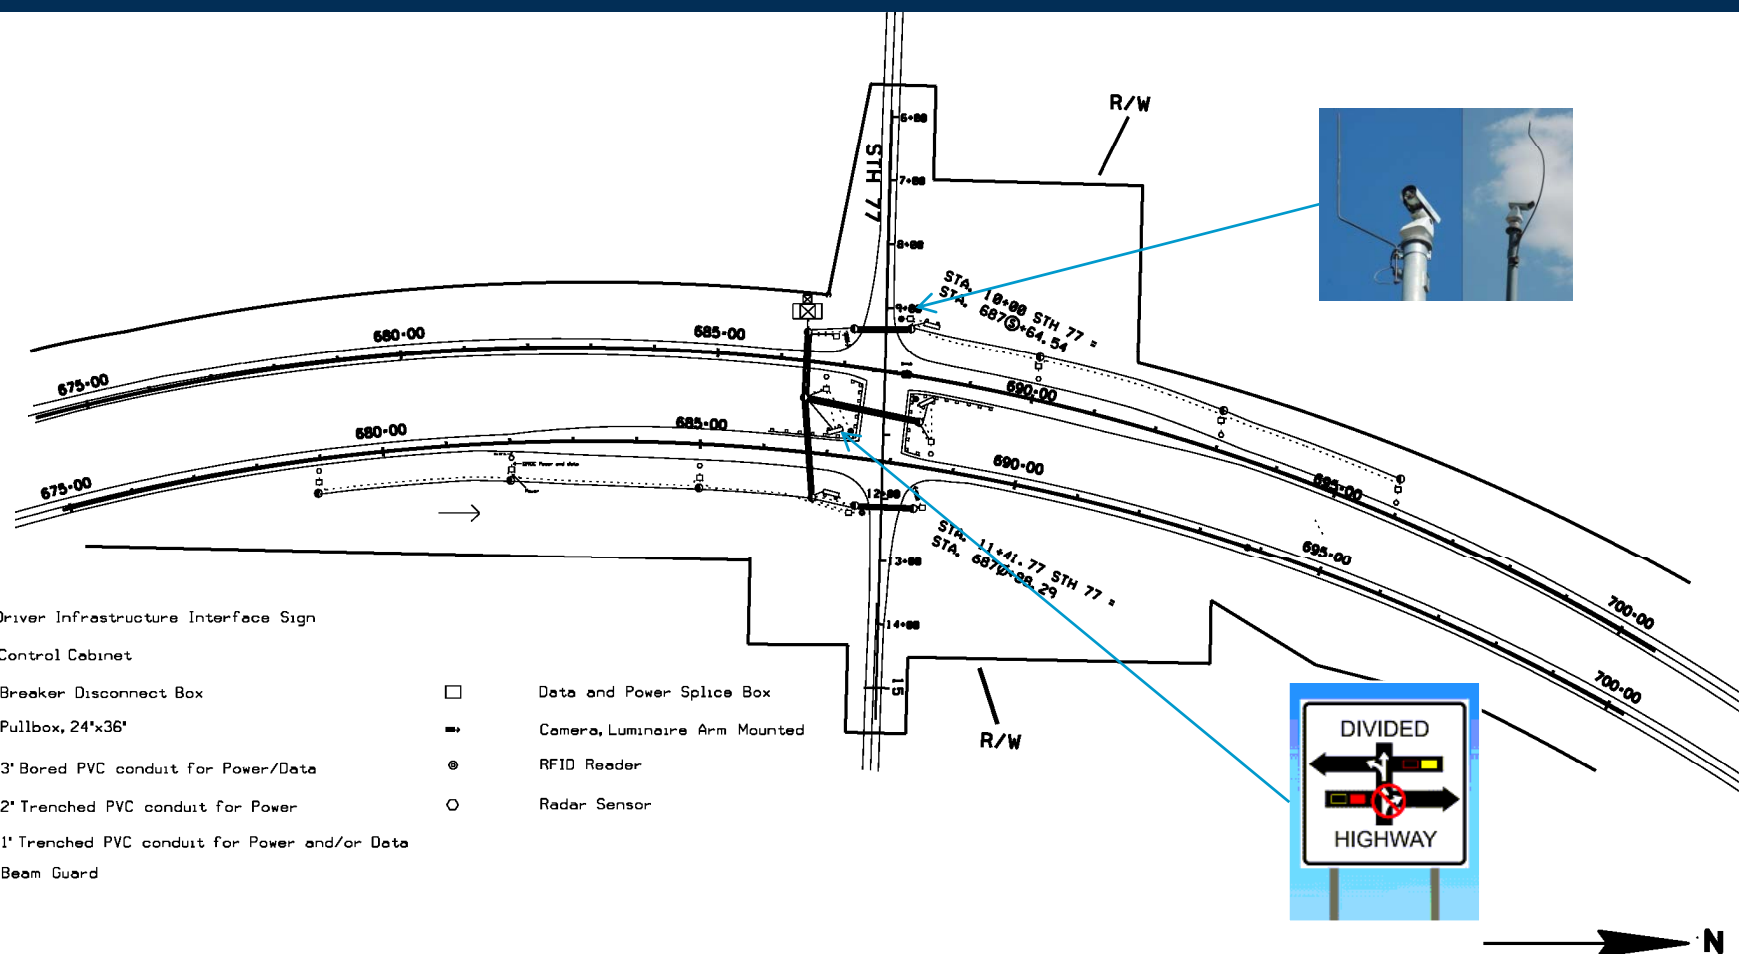 R/W
6+00
STH 77
7+00
8+00
STA. 10+00 STH 77 =
STA. 687Ⓢ+64.54
9+00
680+00
685+00
675+00
690+00
685+00
680+00
690+00
695+00
675+00
12+00
Power
STA. 11+41.77 STH 77 =
695+00
13+00
700+00
14+00
Driver Infrastructure Interface Sign
Control Cabinet
15
700+00
Breaker Disconnect Box
Data and Power Splice Box
Pullbox, 24"x36"
Camera, Luminaire Arm Mounted
R/W
3" Bored PVC conduit for Power/Data
RFID Reader
2" Trenched PVC conduit for Power
Radar Sensor
1" Trenched PVC conduit for Power and/or Data
Beam Guard
DIVIDED
HIGHWAY
N